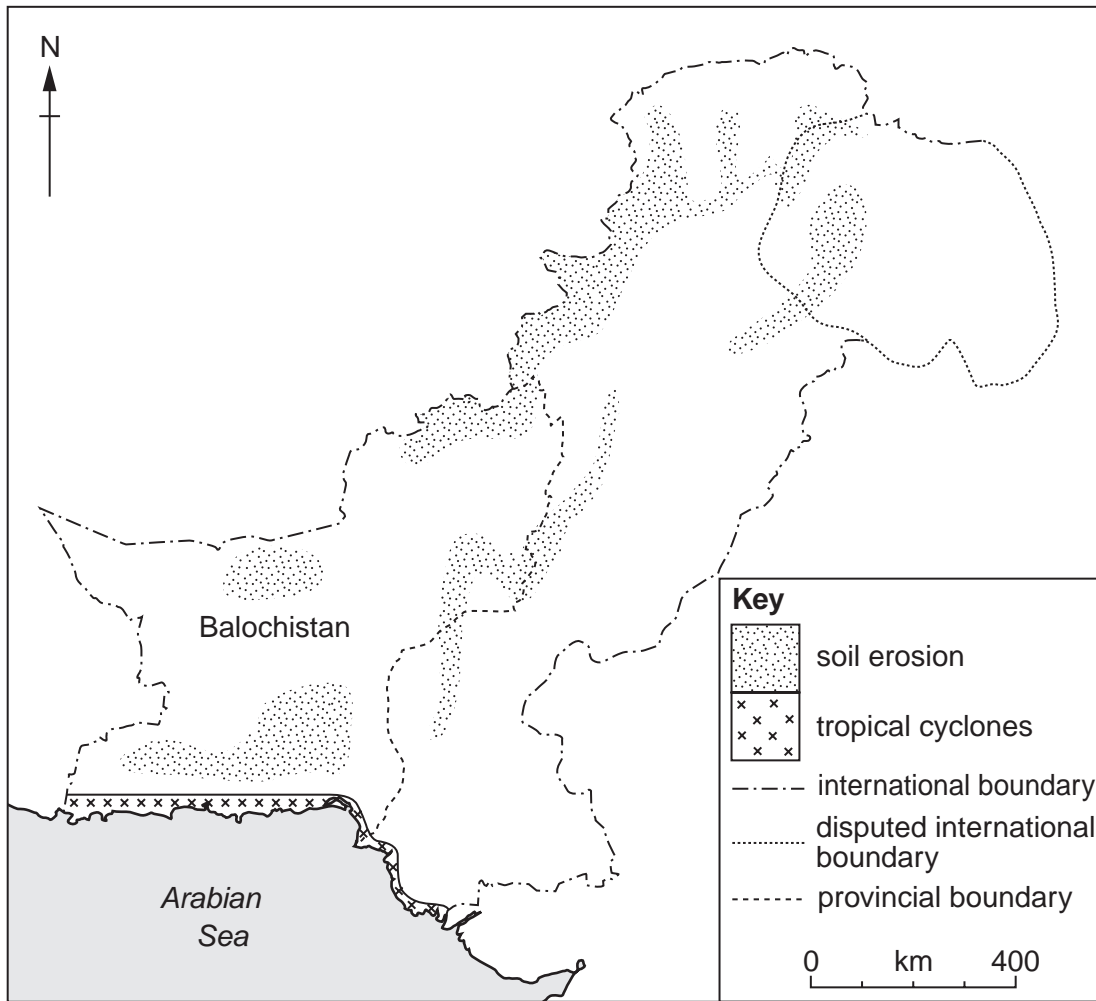 N
Balochistan
Arabian
Sea
Key
soil erosion
tropical cyclones
international boundary
disputed international
boundary
provincial boundary
0 km 400